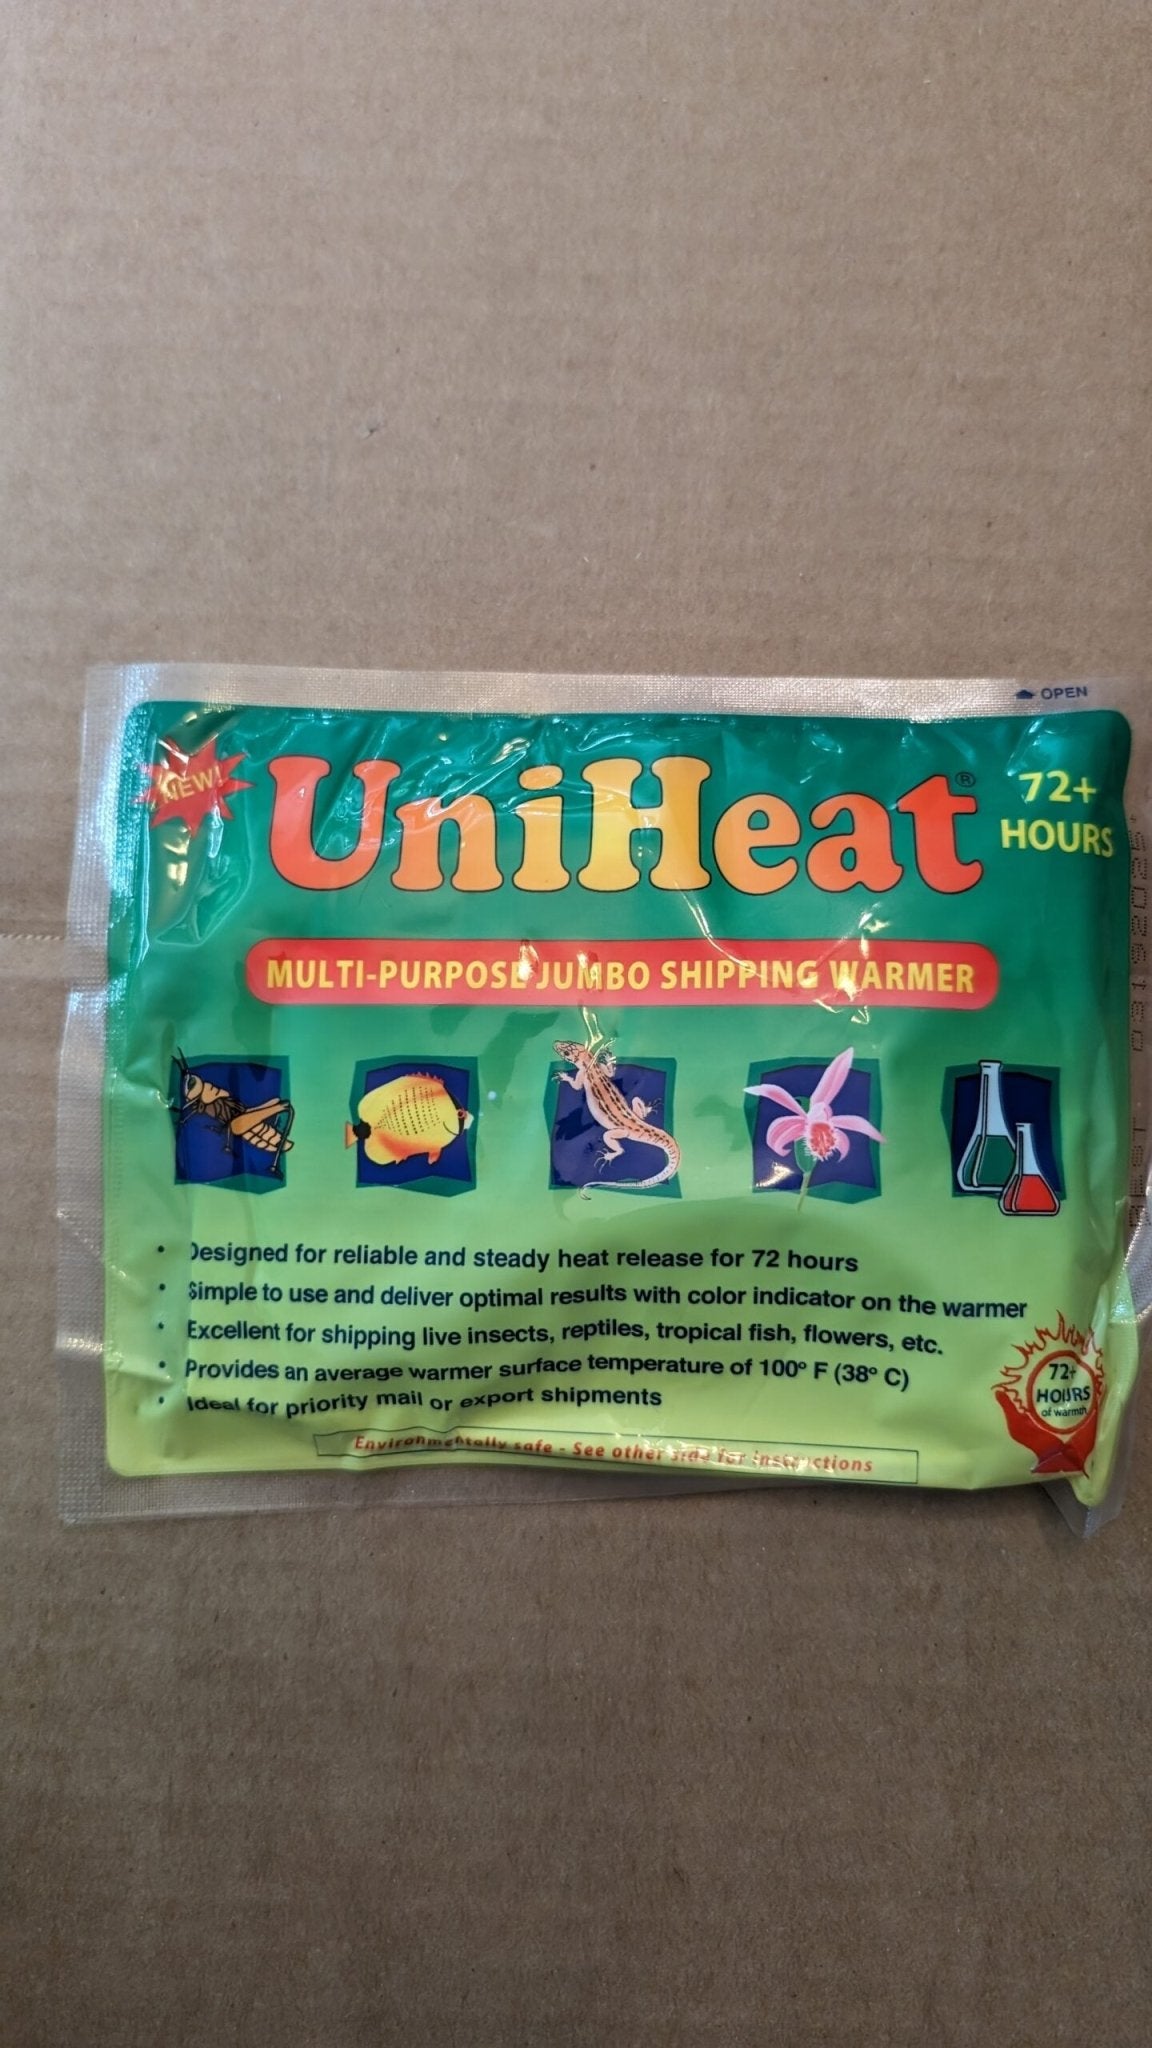 OPEN
NEW!
UniHeat®
72+
HOURS
MULTI-PURPOSE JUMBO SHIPPING WARMER
• Designed for reliable and steady heat release for 72 hours
• Simple to use and deliver optimal results with color indicator on the warmer
• Excellent for shipping live insects, reptiles, tropical fish, flowers, etc.
• Provides an average warmer surface temperature of 100º F (38º C)
• Ideal for priority mail or export shipments
72+
HOURS
of warmth
Environmentally safe - See other side for instructions